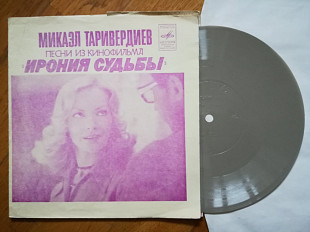 МИКАЭЛ ТАРИВЕРДИЕВ
ПЕСНИ ИЗ КИНОФИЛЬМА
«ИРОНИЯ СУДЬБЫ»